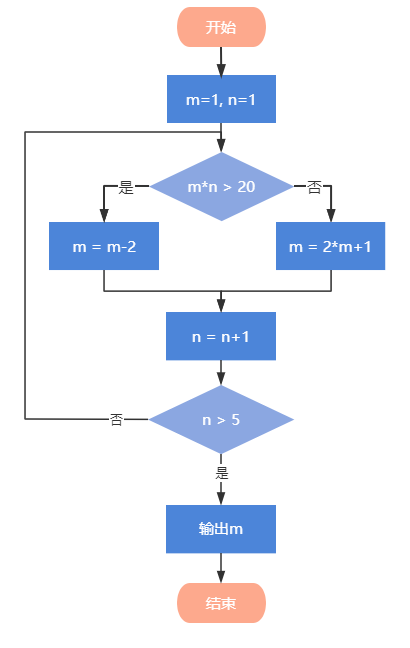 开始
m=1, n=1
m*n > 20
是
否
m = m-2
m = 2*m+1
n = n+1
n > 5
否
是
输出m
结束